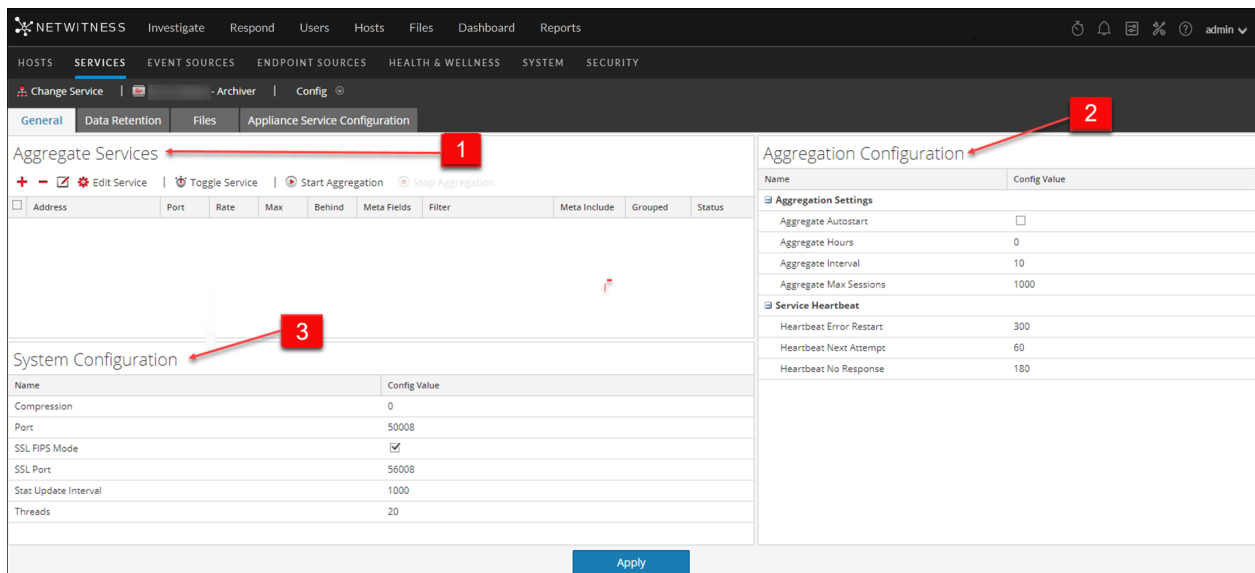 NETWITNESS Investigate Respond Users Hosts Files Dashboard Reports admin
HOSTS SERVICES EVENT SOURCES ENDPOINT SOURCES HEALTH & WELLNESS SYSTEM SECURITY
Change Service | - Archiver | Config
General Data Retention Files Appliance Service Configuration
Aggregate Services
1
Edit Service | Toggle Service | Start Aggregation Stop Aggregation
Address Port Rate Max Behind Meta Fields Filter Meta Include Grouped Status
2
Aggregation Configuration
Name Config Value
Aggregation Settings
Aggregate Autostart
Aggregate Hours 0
Aggregate Interval 10
Aggregate Max Sessions 1000
Service Heartbeat
Heartbeat Error Restart 300
Heartbeat Next Attempt 60
Heartbeat No Response 180
3
System Configuration
Name Config Value
Compression 0
Port 50008
SSL FIPS Mode
SSL Port 56008
Stat Update Interval 1000
Threads 20
Apply